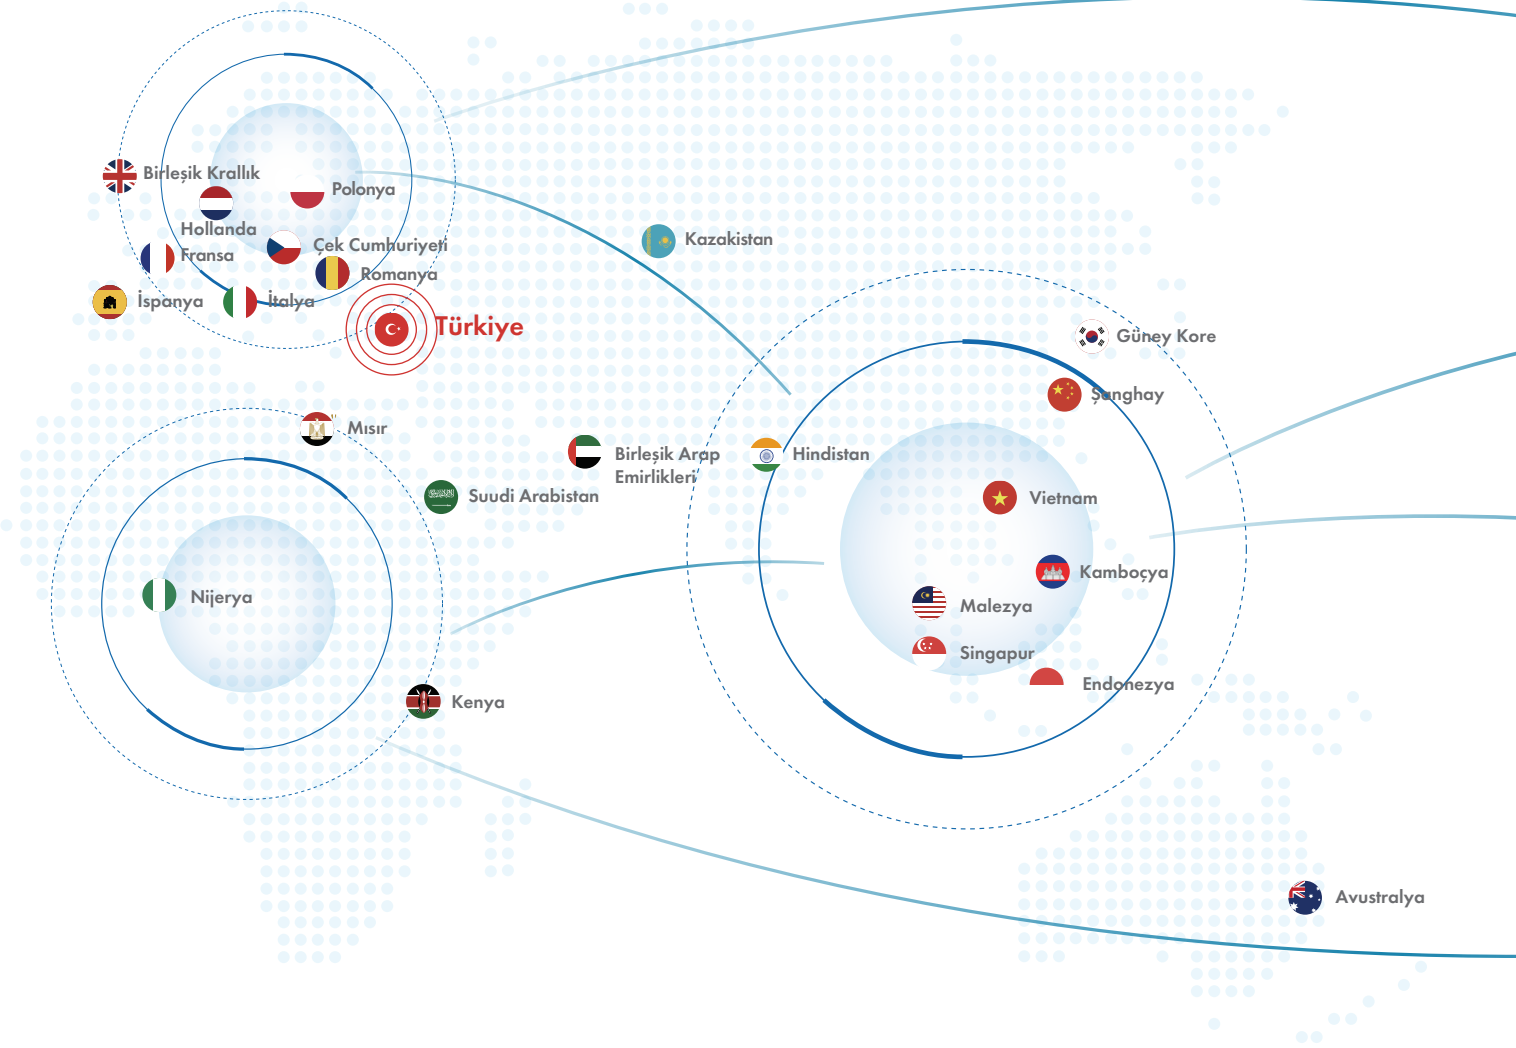 Birleşik Krallık
Polonya
Hollanda
Çek Cumhuriyeti
Fransa
Romanya
İspanya
İtalya
Türkiye
Kazakistan
Güney Kore
Şanghay
Mısır
Birleşik Arap
Emirlikleri
Hindistan
Suudi Arabistan
Vietnam
Kamboçya
Nijerya
Malezya
Singapur
Endonezya
Kenya
Avustralya